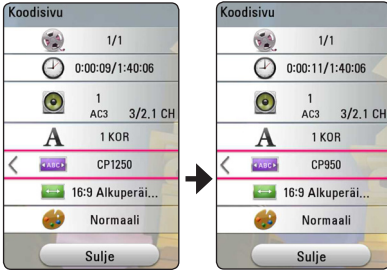 Koodisivu
1/1
0:00:09/1:40:06
1
AC3 3/2.1 CH
A 1 KOR
ABC CP1250
16:9 Alkuperäi...
Normaali
Sulje
Koodisivu
1/1
0:00:11/1:40:06
1
AC3 3/2.1 CH
A 1 KOR
ABC CP950
16:9 Alkuperäi...
Normaali
Sulje